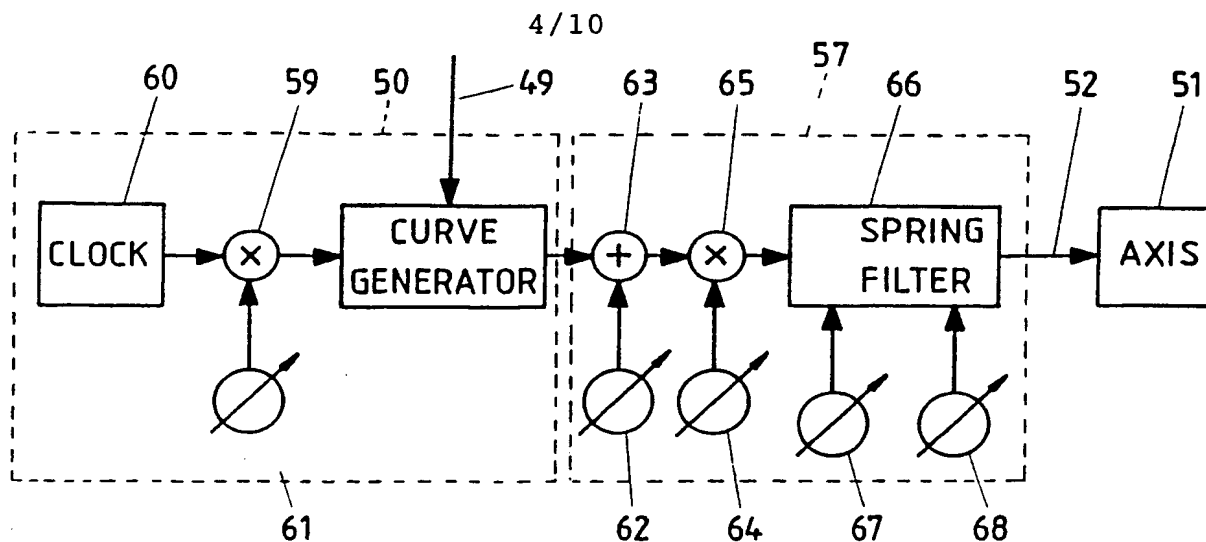 4/10
60 59 50 49 63 65 57 66 52 51
CLOCK
×
CURVE
GENERATOR
+
×
SPRING
FILTER
AXIS
61 62 64 67 68